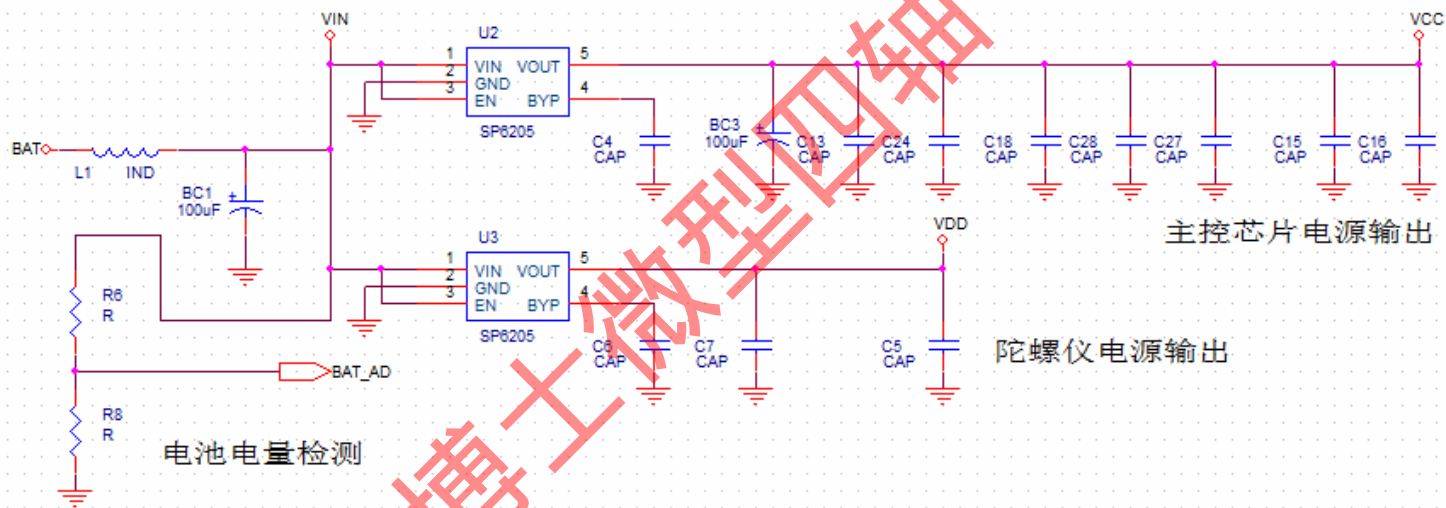 VIN
VCC
U2
1 VIN VOUT 5
2 GND
3 EN BYP 4
SP6205
BAT
L1 IND
BC1
100uF
C4
CAP
BC3
100uF
C13
CAP
C24
CAP
C18
CAP
C28
CAP
C27
CAP
C15
CAP
C16
CAP
主控芯片电源输出
VDD
U3
1 VIN VOUT 5
2 GND
3 EN BYP 4
SP6205
C6
CAP
C7
CAP
C5
CAP
陀螺仪电源输出
R6
R
BAT_AD
R8
R
电池电量检测
博士微型四轴